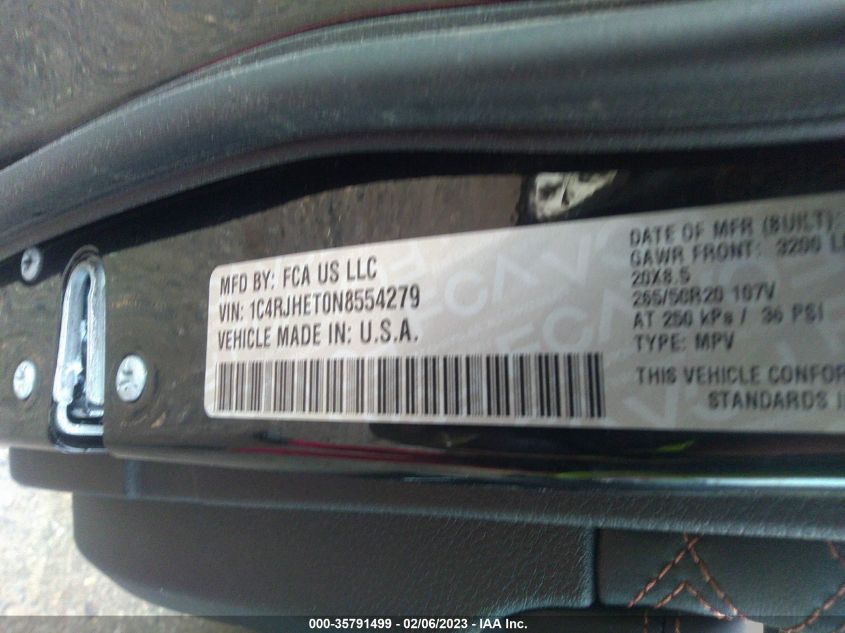 MFD BY: FCA US LLC
VIN: 1C4RJHET0N8554279
VEHICLE MADE IN: U.S.A.
DATE OF MFR (BUILT):
GAWR FRONT: 3200
20X8.5
265/50R20 107V
AT 250 kPa / 36 PSI
TYPE: MPV
THIS VEHICLE
STANDARDS
000-35791499 - 02/06/2023 - IAA Inc.